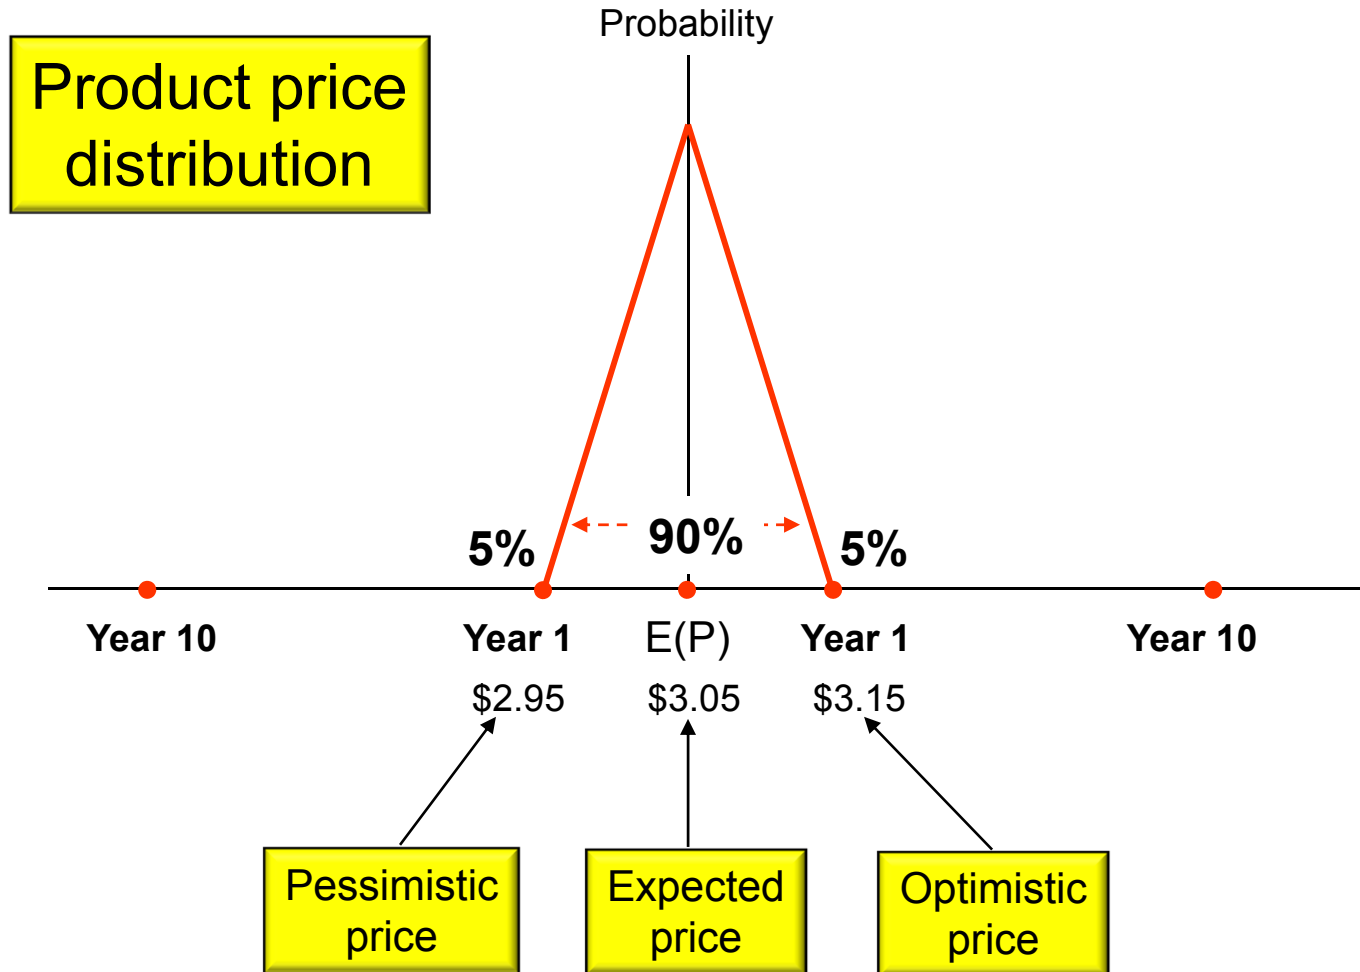 Probability
Product price
distribution
5% 90% 5%
Year 10 Year 1 E(P) Year 1 Year 10
$2.95 $3.05 $3.15
Pessimistic
price
Expected
price
Optimistic
price